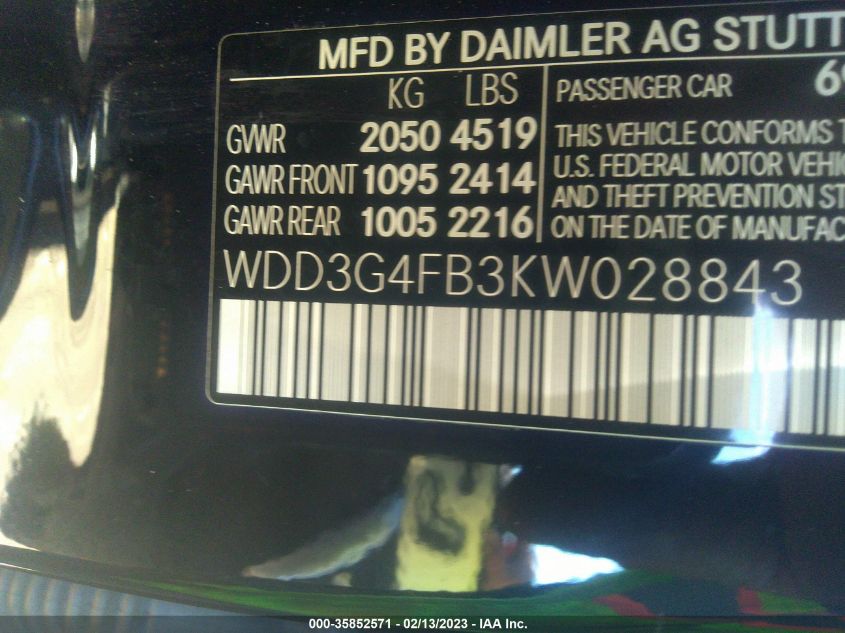 MFD BY DAIMLER AG STUTT
KG LBS
GVWR 2050 4519
GAWR FRONT 1095 2414
GAWR REAR 1005 2216
PASSENGER CAR 6
THIS VEHICLE CONFORMS T
U.S. FEDERAL MOTOR VEHIC
AND THEFT PREVENTION ST
ON THE DATE OF MANUFAC
WDD3G4FB3KW028843
000-35852571 - 02/13/2023 - IAA Inc.